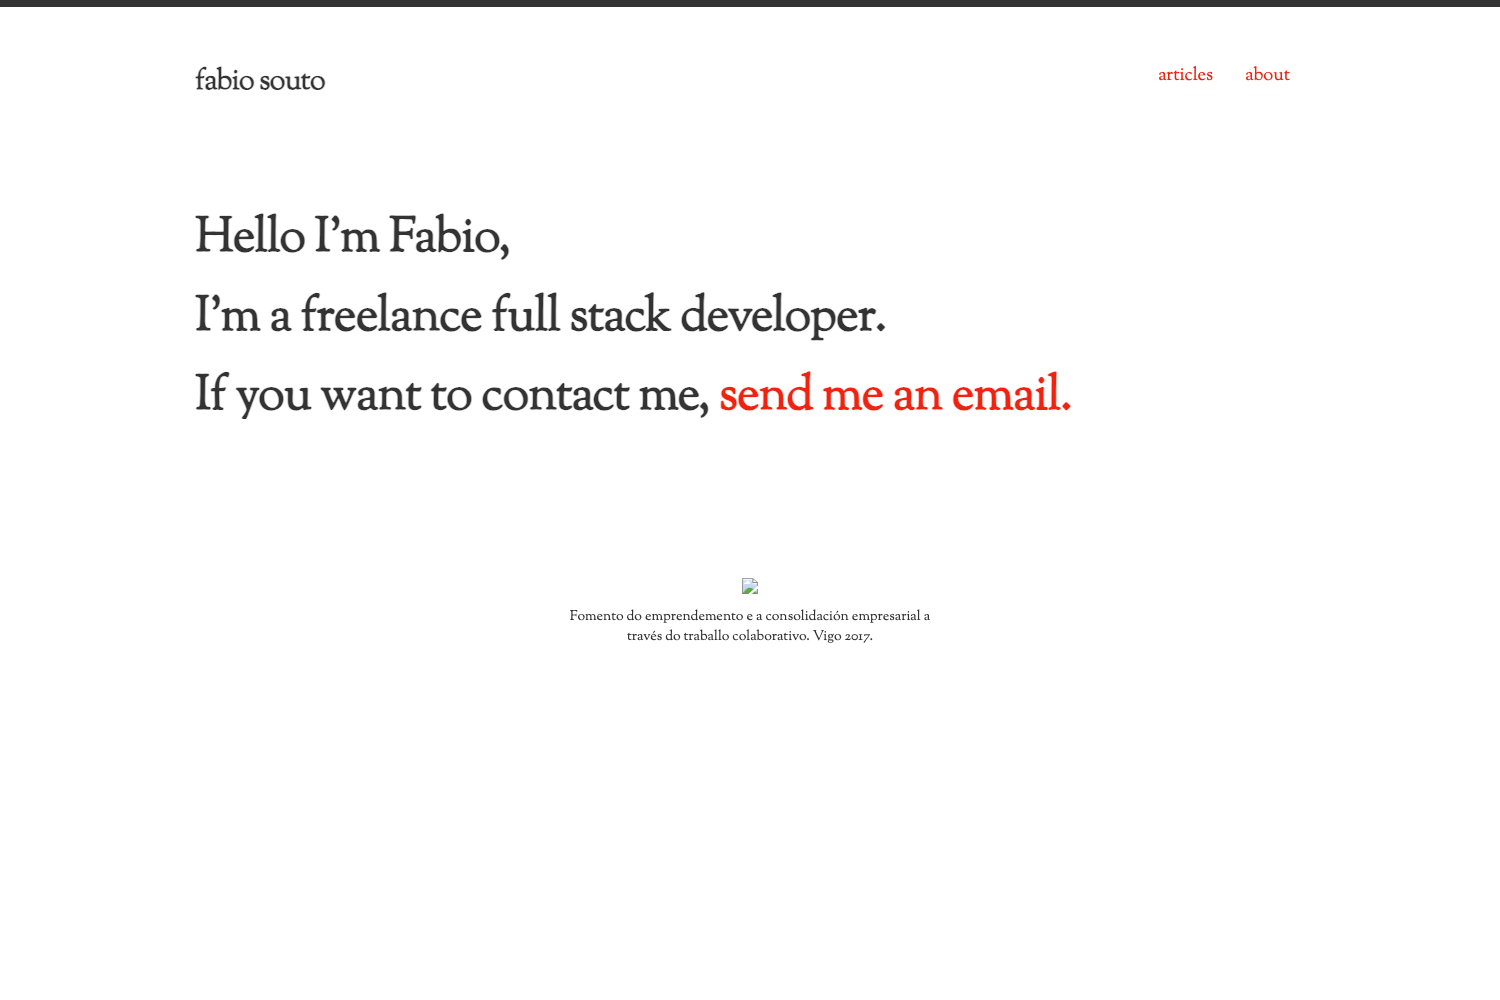 fabio souto
articles
about
Hello I'm Fabio,
I'm a freelance full stack developer.
If you want to contact me, send me an email.
Fomento do emprendemento e a consolidación empresarial a
través do traballo colaborativo. Vigo 2017.